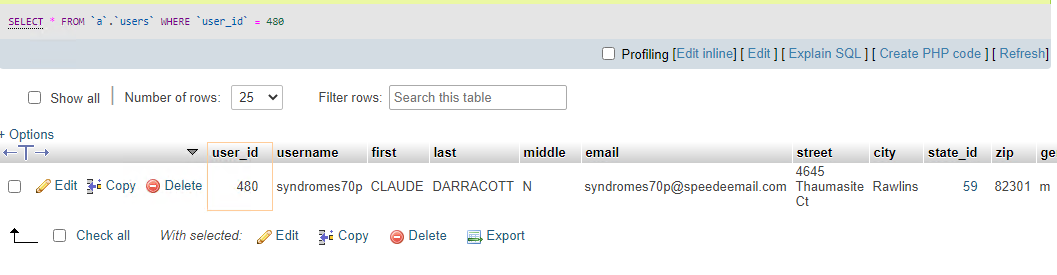 SELECT * FROM `a`.`users` WHERE `user_id` = 480
Profiling [Edit inline] [ Edit ] [ Explain SQL ] [ Create PHP code ] [ Refresh]
Show all | Number of rows: 25 Filter rows: Search this table
+ Options
←T→ ▼ user_id username first last middle email street city state_id zip ge
Edit Copy Delete 480 syndromes70p CLAUDE DARRACOTT N syndromes70p@speedeemail.com 4645 Rawlins 59 82301 m
Thaumasite
Ct
Check all With selected: Edit Copy Delete Export